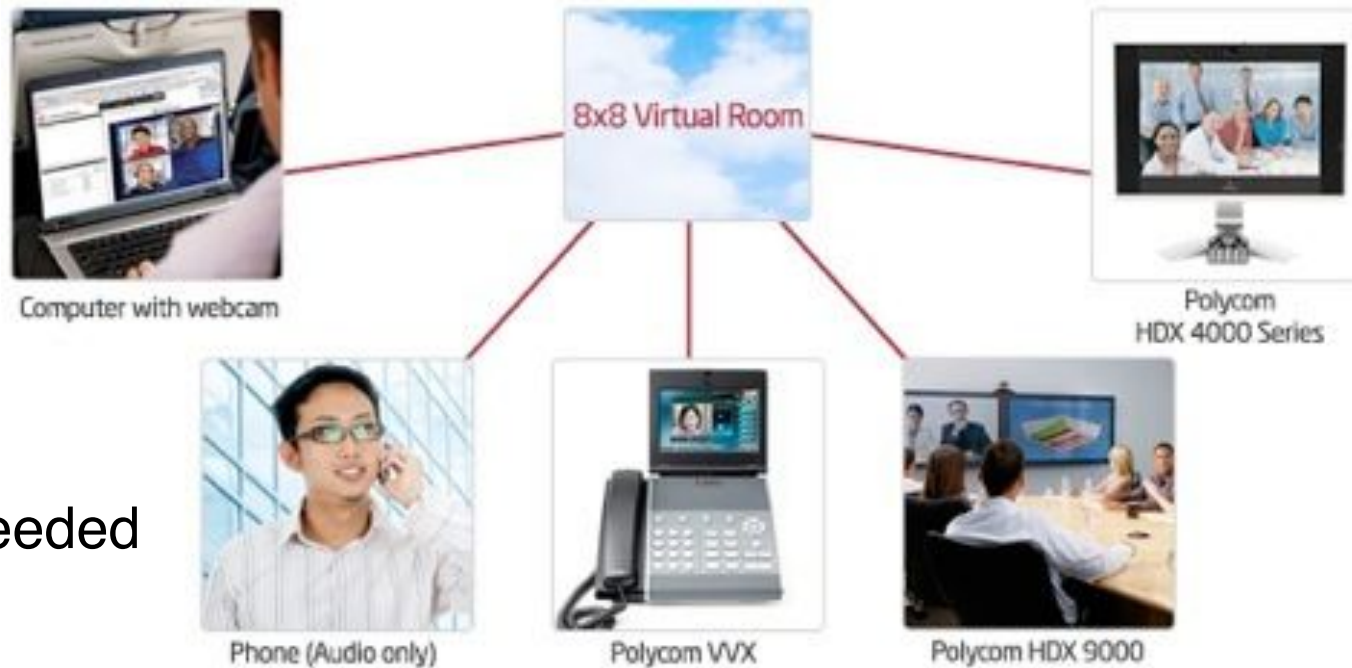 8x8 Virtual Room
Computer with webcam
Polycom
HDX 4000 Series
eeded
Phone (Audio only)
Polycom VVX
Polycom HDX 9000